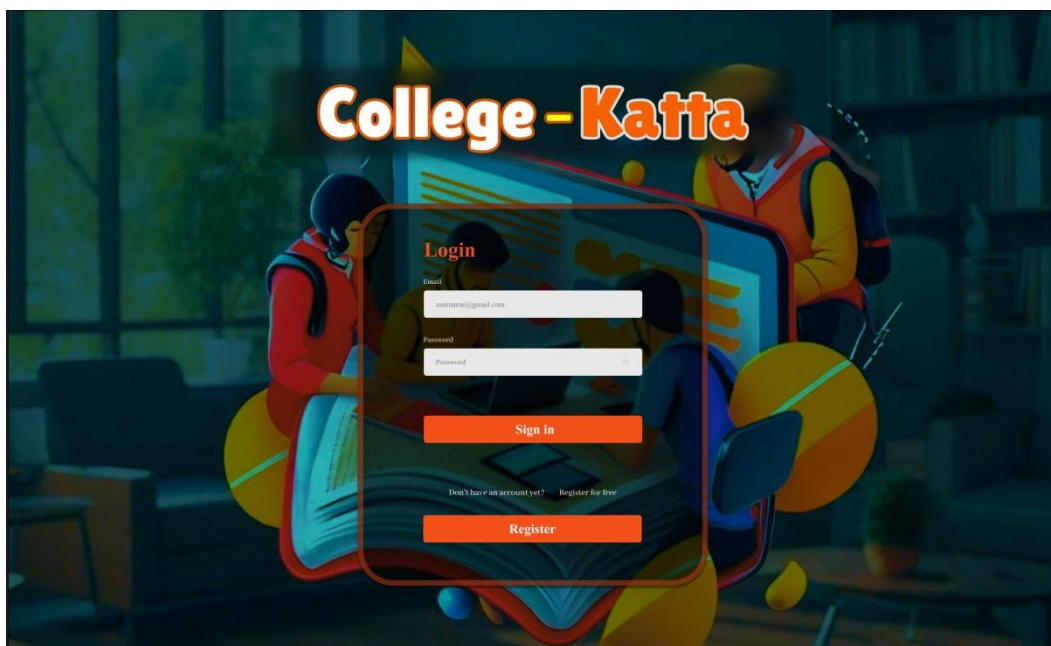 College-Katta
Login
Email
username@gmail.com
Password
Password
Sign in
Don't have an account yet? Register for free
Register